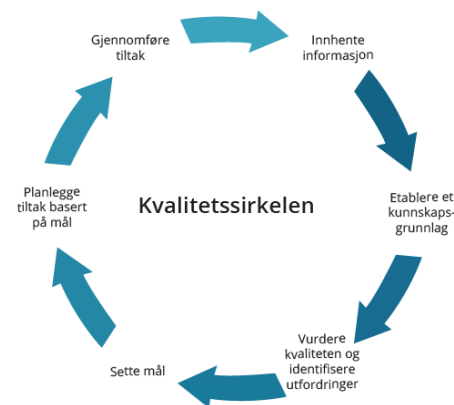 Gjennomføre
tiltak
Innhente
informasjon
Etablere et
kunnskaps-
grunnlag
Vurdere
kvaliteten og
identifisere
utfordringer
Sette mål
Planlegge
tiltak basert
på mål
Kvalitetssirkelen